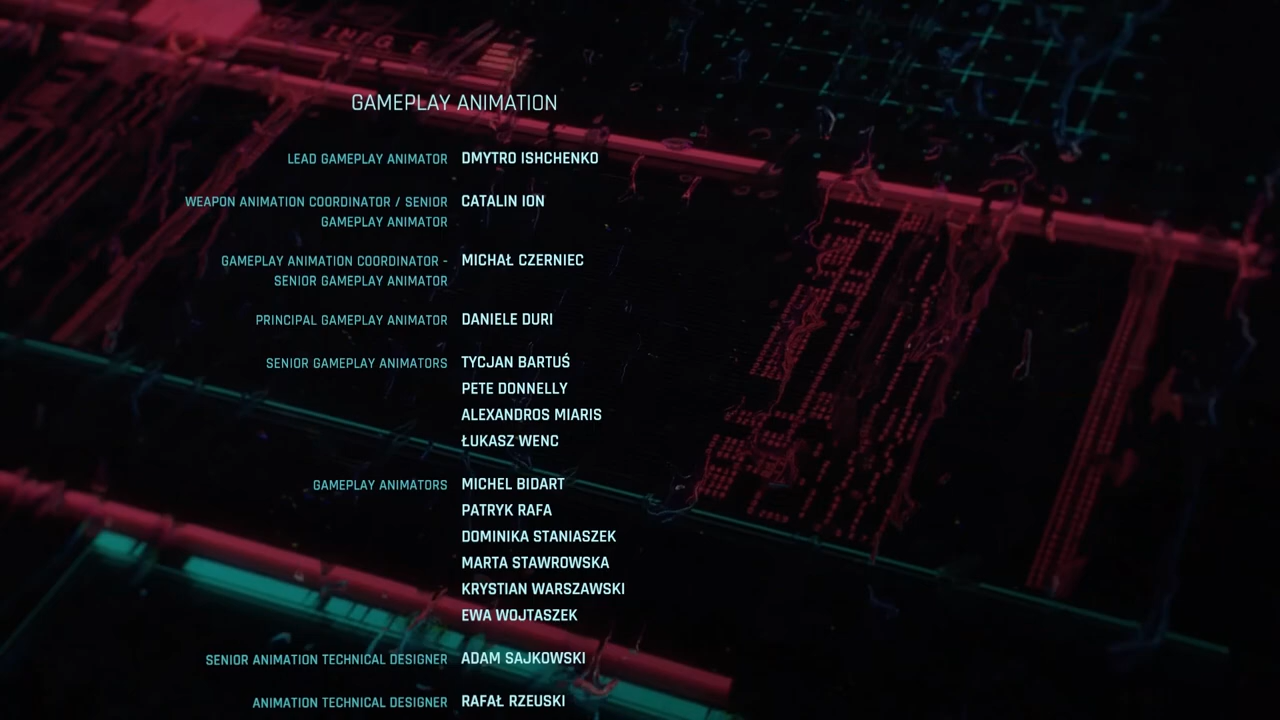 GAMEPLAY ANIMATION
LEAD GAMEPLAY ANIMATOR DMYTRO ISHCHENKO
WEAPON ANIMATION COORDINATOR / SENIOR CATALIN ION
GAMEPLAY ANIMATOR
GAMEPLAY ANIMATION COORDINATOR - MICHAŁ CZERNIEC
SENIOR GAMEPLAY ANIMATOR
PRINCIPAL GAMEPLAY ANIMATOR DANIELE DURI
SENIOR GAMEPLAY ANIMATORS TYCJAN BARTUŚ
PETE DONNELLY
ALEXANDROS MIARIS
ŁUKASZ WENC
GAMEPLAY ANIMATORS MICHEL BIDART
PATRYK RAFA
DOMINIKA STANIASZEK
MARTA STAWROWSKA
KRYSTIAN WARSZAWSKI
EWA WOJTASZEK
SENIOR ANIMATION TECHNICAL DESIGNER ADAM SAJKOWSKI
ANIMATION TECHNICAL DESIGNER RAFAŁ RZEUSKI